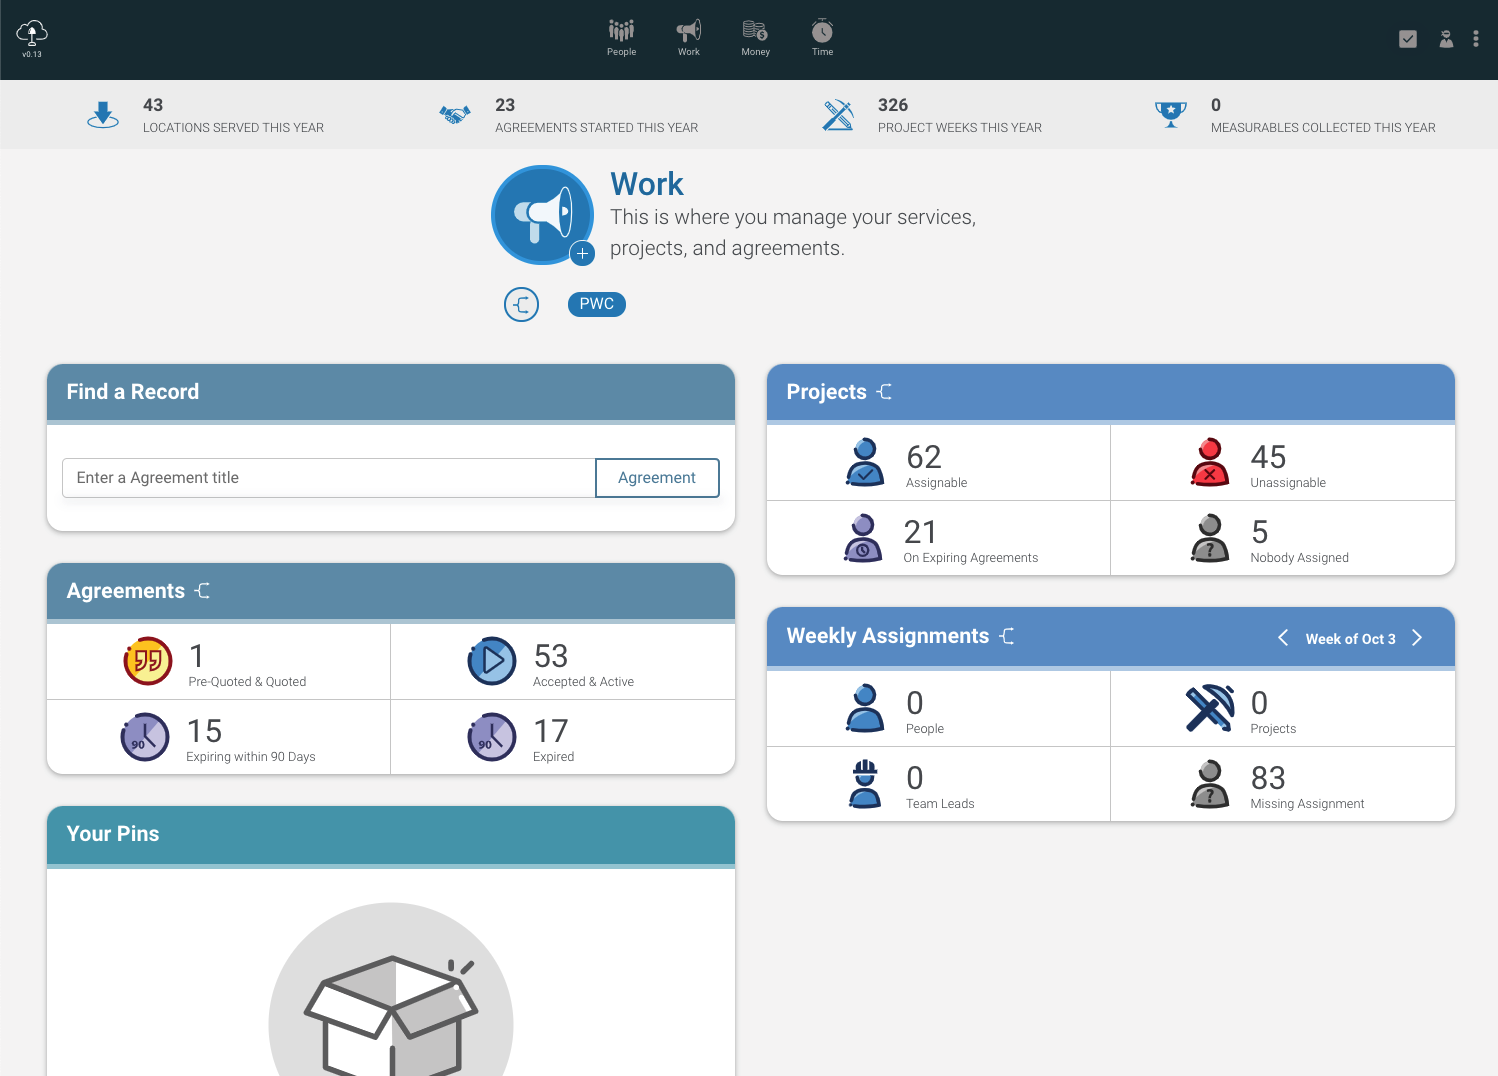 v0.13
People
Work
Money
Time
43
LOCATIONS SERVED THIS YEAR
23
AGREEMENTS STARTED THIS YEAR
326
PROJECT WEEKS THIS YEAR
0
MEASURABLES COLLECTED THIS YEAR
Work
This is where you manage your services,
projects, and agreements.
PWC
Find a Record
Enter a Agreement title
Agreement
Agreements
1
Pre-Quoted & Quoted
53
Accepted & Active
90
15
Expiring within 90 Days
90
17
Expired
Your Pins
Projects
62
Assignable
45
Unassignable
21
On Expiring Agreements
?
5
Nobody Assigned
Weekly Assignments
Week of Oct 3
0
People
0
Projects
0
Team Leads
?
83
Missing Assignment